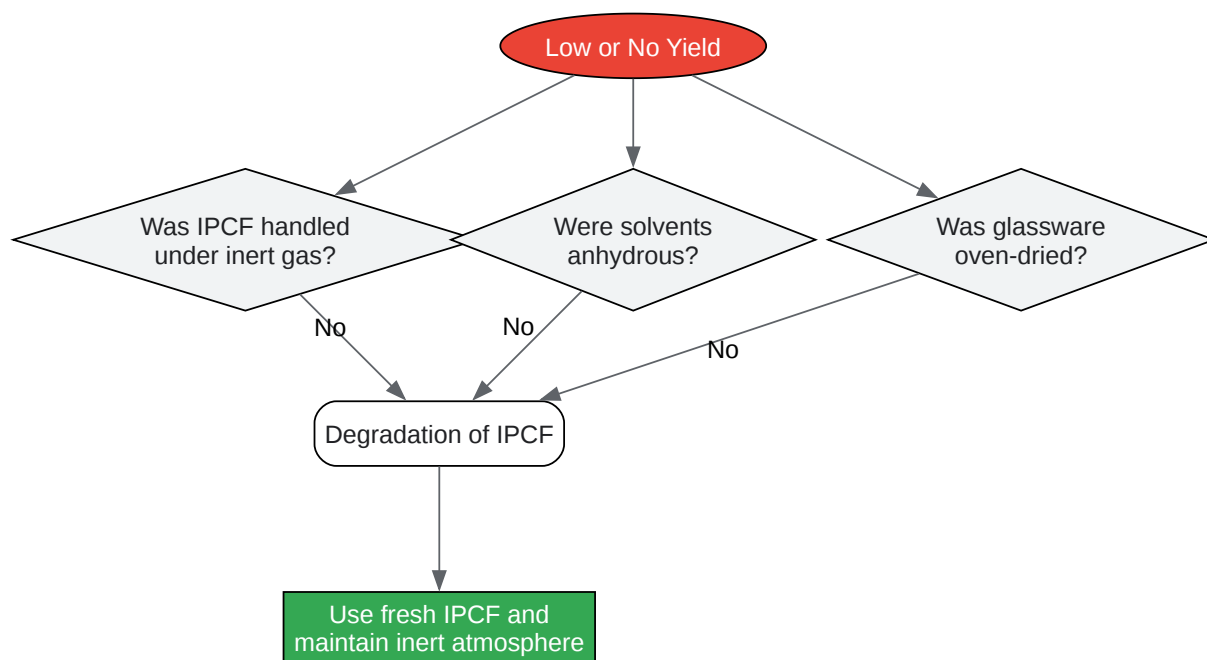 Low or No Yield
Was IPCF handled
under inert gas?
Were solvents
anhydrous?
Was glassware
oven-dried?
No
No
No
Degradation of IPCF
Use fresh IPCF and
maintain inert atmosphere